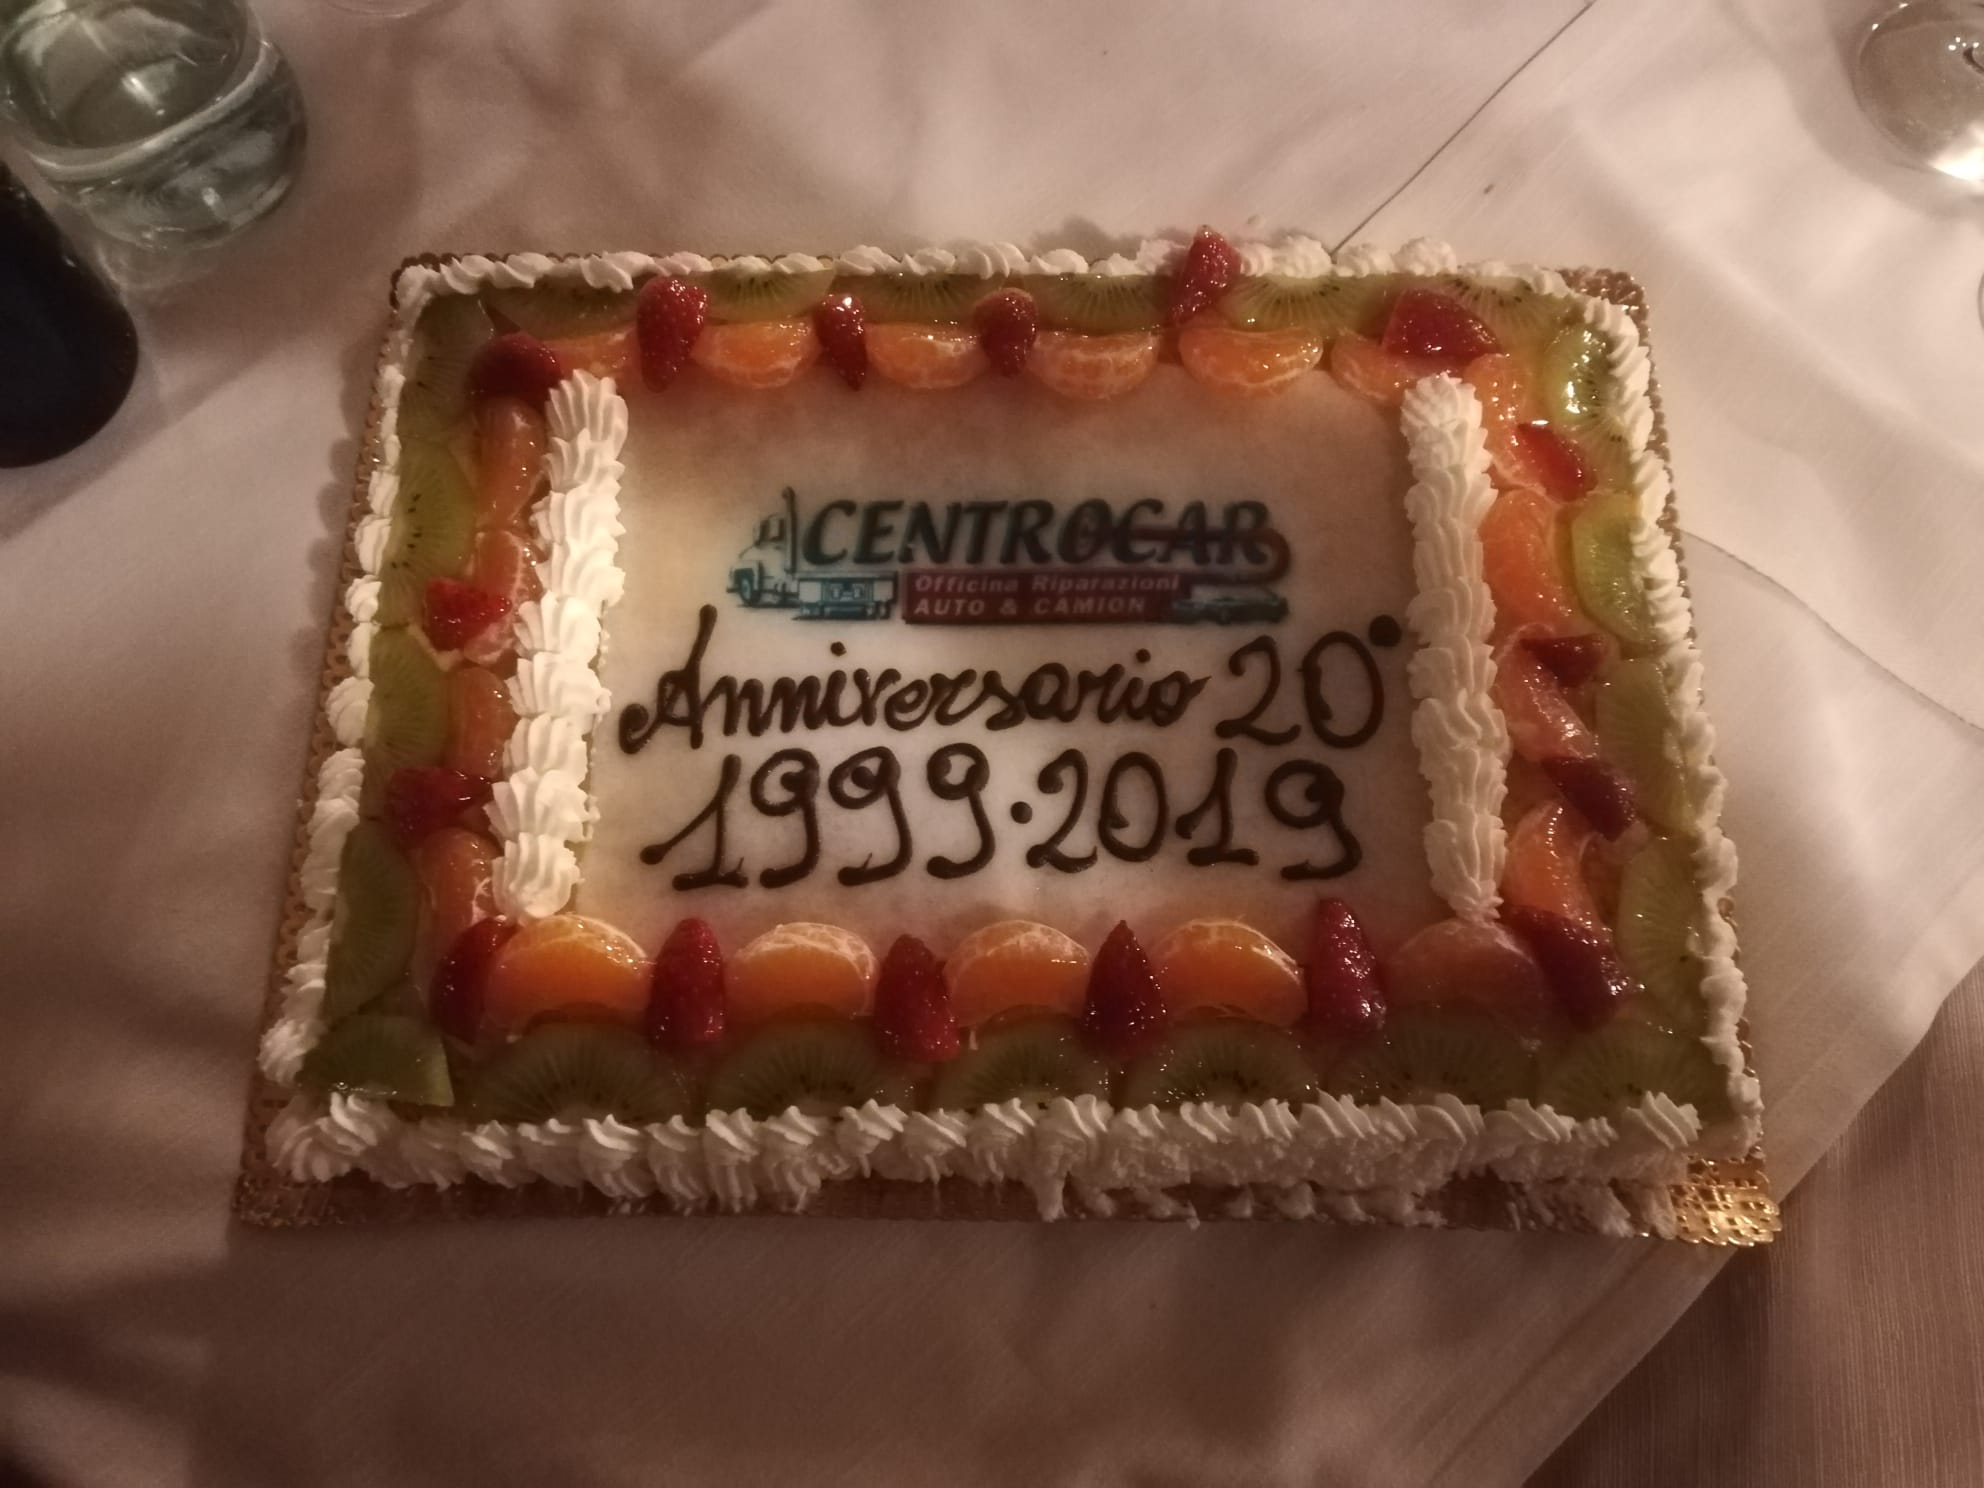 CENTROCAR
Officina Riparazioni
AUTO & CAMION
Anniversario 20°
1999·2019